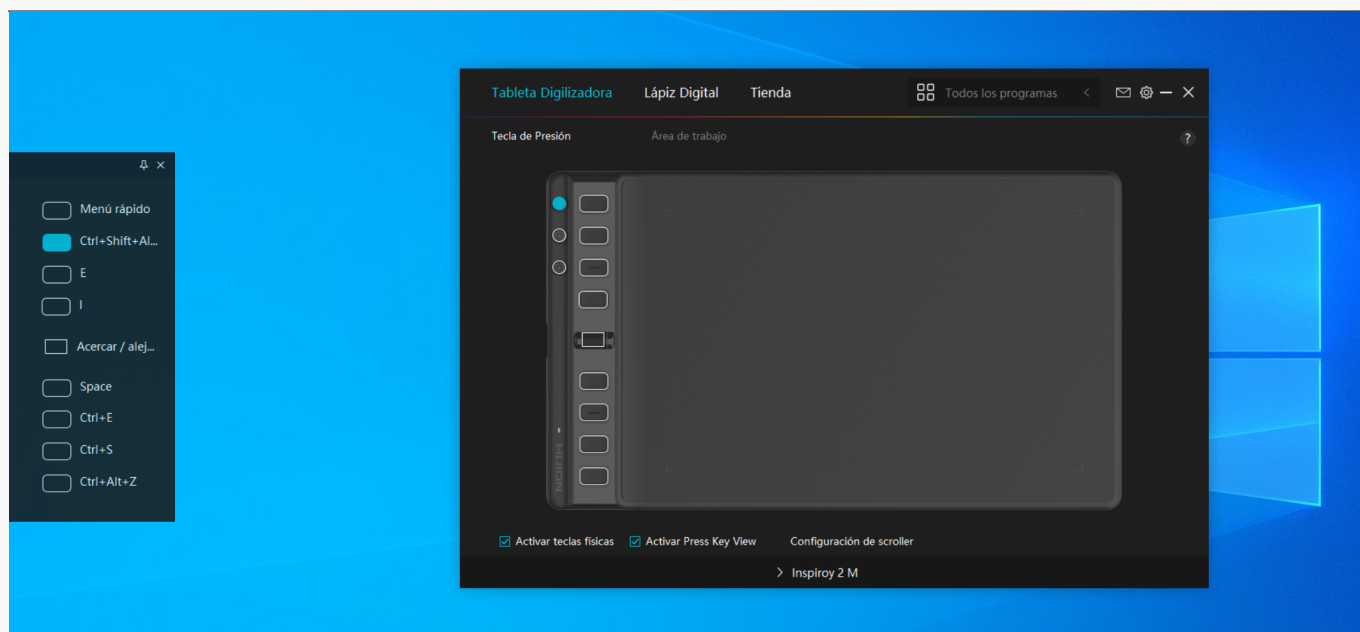 Tableta Digilizadora
Lápiz Digital
Tienda
Todos los programas
Tecla de Presión
Área de trabajo
?
Menú rápido
Ctrl+Shift+Al...
E
I
Acercar / alej...
Space
Ctrl+E
Ctrl+S
Ctrl+Alt+Z
HUION
Activar teclas físicas
Activar Press Key View
Configuración de scroller
Inspiroy 2 M